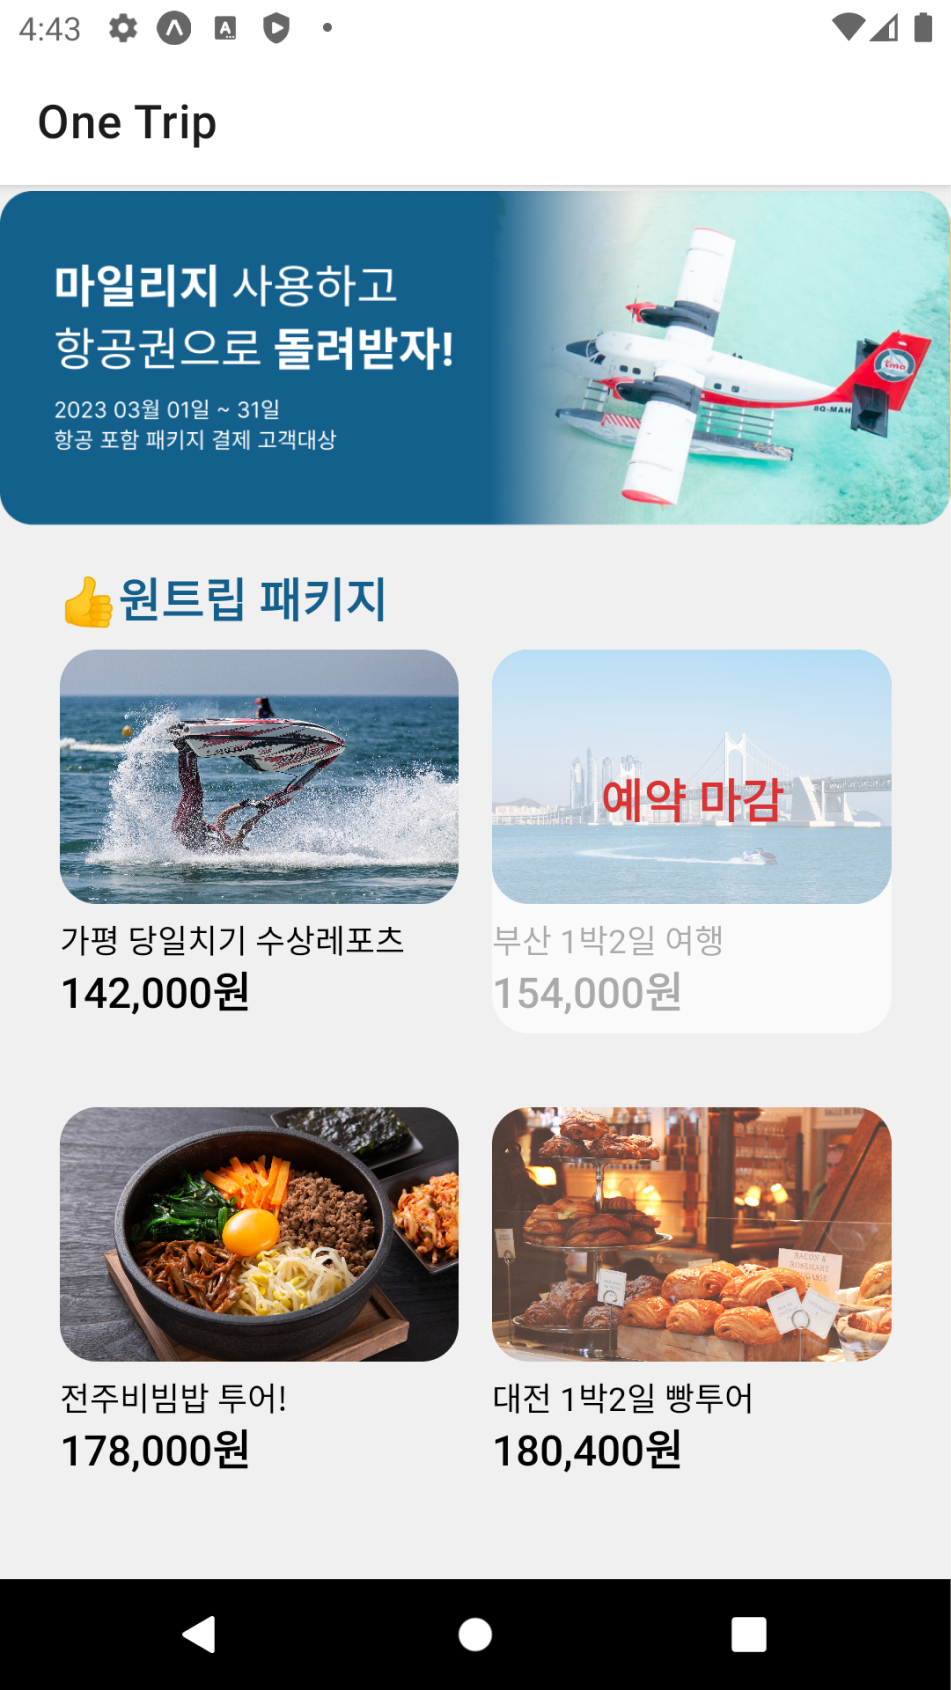 4:43
One Trip
마일리지 사용하고
항공권으로 돌려받자!
2023 03월 01일 ~ 31일
항공 포함 패키지 결제 고객대상
tma
8Q-MAH
👍원트립 패키지
예약 마감
가평 당일치기 수상레포츠
142,000원
부산 1박2일 여행
154,000원
BACON &
ROSEMARY
전주비빔밥 투어!
178,000원
대전 1박2일 빵투어
180,400원